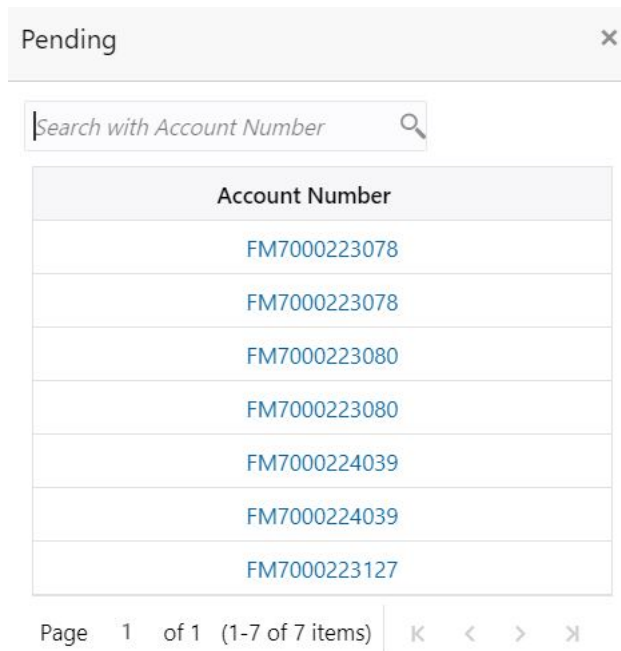 Pending
Search with Account Number
Account Number
FM7000223078
FM7000223078
FM7000223080
FM7000223080
FM7000224039
FM7000224039
FM7000223127
Page 1 of 1 (1-7 of 7 items)